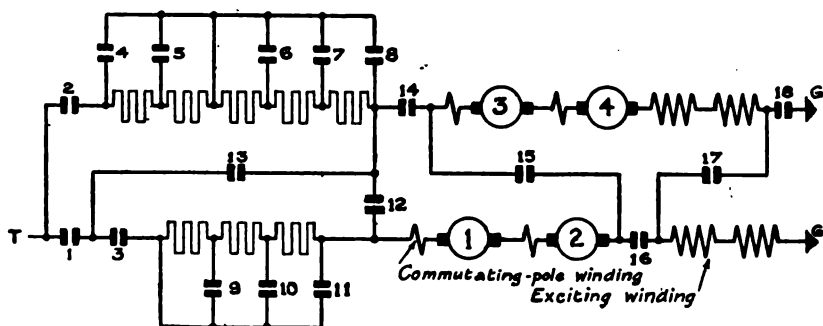 4 5 6 7 8
2 14 3 4 18 G
13 15 17
12
T 1 3 1 2 16 G
9 10 11
Commutating-pole winding
Exciting winding